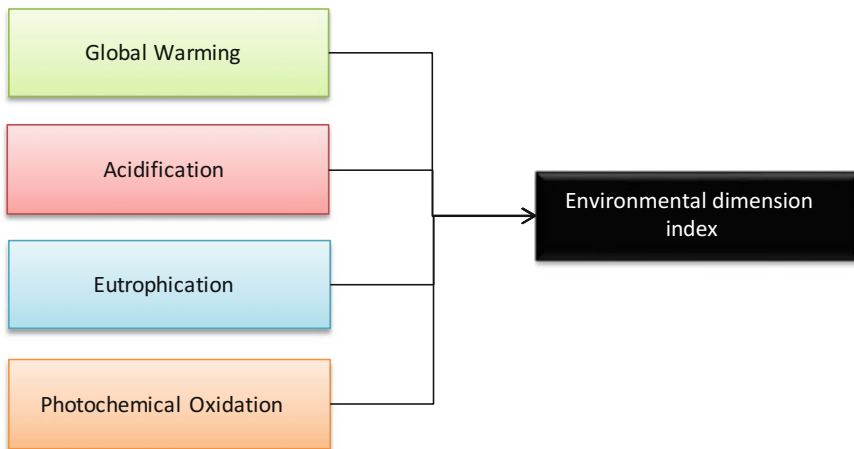 Global Warming
Acidification
Eutrophication
Photochemical Oxidation
Environmental dimension
index